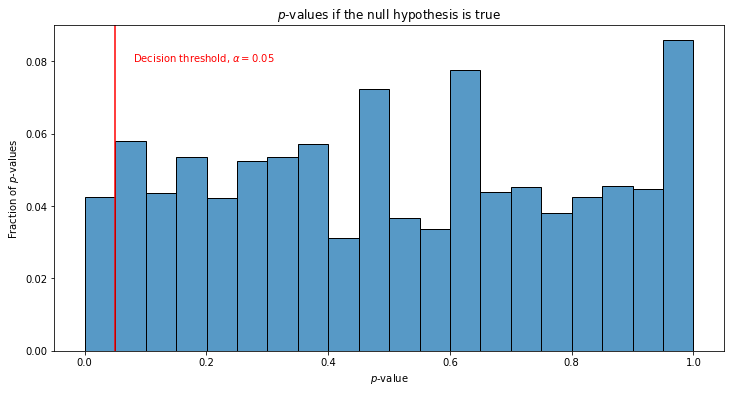 p-values if the null hypothesis is true
Decision threshold, α = 0.05
Fraction of p-values
0.08
0.06
0.04
0.02
0.00
0.0 0.2 0.4 0.6 0.8 1.0
p-value